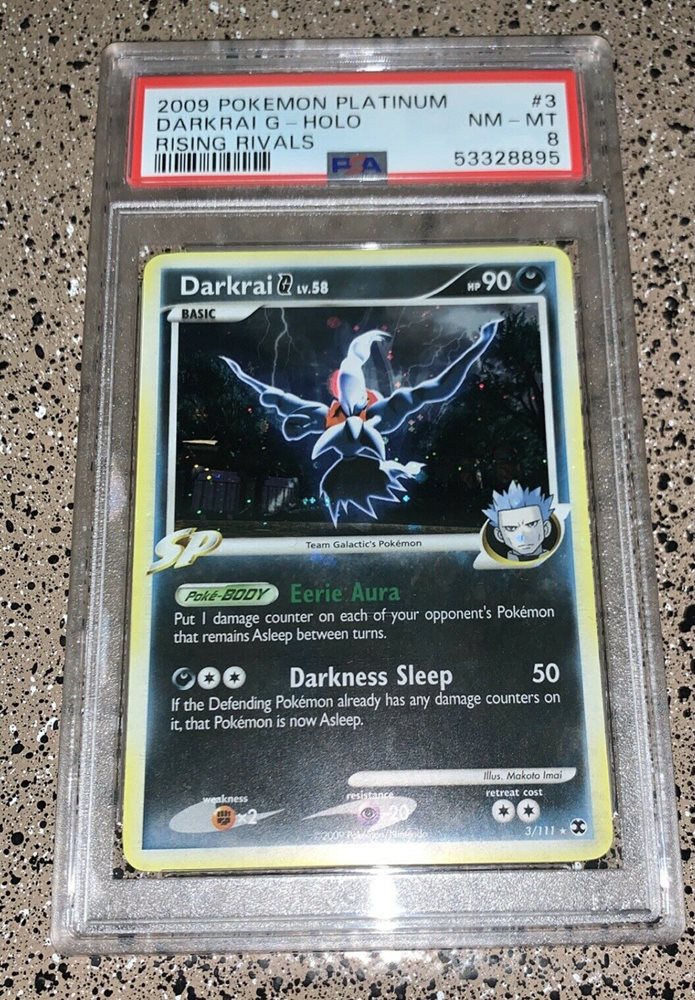 2009 POKEMON PLATINUM #3
DARKRAI G - HOLO NM - MT
RISING RIVALS 8
PSA 53328895
Darkrai G LV.58 HP 90
BASIC
SP
Team Galactic's Pokémon
Poké-BODY Eerie Aura
Put 1 damage counter on each of your opponent's Pokémon
that remains Asleep between turns.
Darkness Sleep 50
If the Defending Pokémon already has any damage counters on
it, that Pokémon is now Asleep.
Illus. Makoto Imai
weakness resistance retreat cost
×2 -20
©2009 Pokémon/Nintendo 3/111